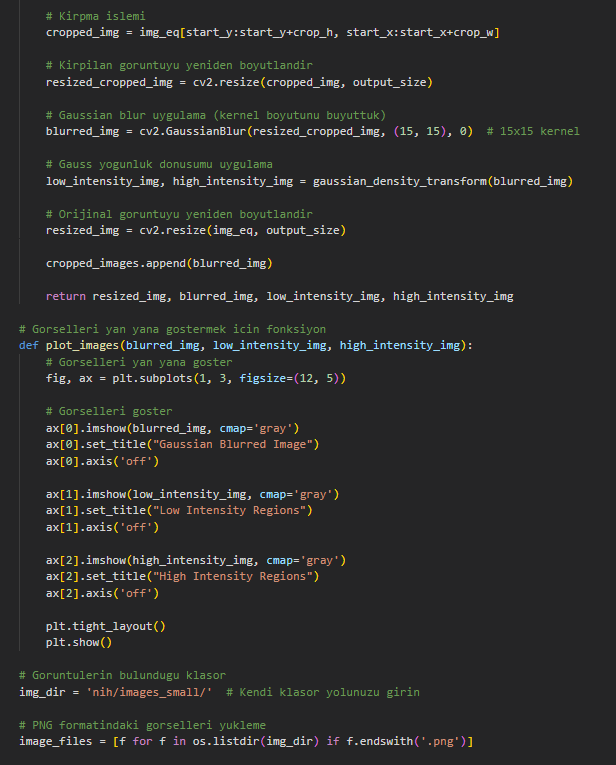 # Kirpma islemi
cropped_img = img_eq[start_y:start_y+crop_h, start_x:start_x+crop_w]
# Kirpilan goruntuyu yeniden boyutlandir
resized_cropped_img = cv2.resize(cropped_img, output_size)
# Gaussian blur uygulama (kernel boyutunu buyuttuk)
blurred_img = cv2.GaussianBlur(resized_cropped_img, (15, 15), 0)  # 15x15 kernel
# Gauss yogunluk donusumu uygulama
low_intensity_img, high_intensity_img = gaussian_density_transform(blurred_img)
# Orijinal goruntuyu yeniden boyutlandir
resized_img = cv2.resize(img_eq, output_size)
cropped_images.append(blurred_img)
return resized_img, blurred_img, low_intensity_img, high_intensity_img
# Gorselleri yan yana gostermek icin fonksiyon
def plot_images(blurred_img, low_intensity_img, high_intensity_img):
# Gorselleri yan yana goster
fig, ax = plt.subplots(1, 3, figsize=(12, 5))
# Gorselleri goster
ax[0].imshow(blurred_img, cmap='gray')
ax[0].set_title("Gaussian Blurred Image")
ax[0].axis('off')
ax[1].imshow(low_intensity_img, cmap='gray')
ax[1].set_title("Low Intensity Regions")
ax[1].axis('off')
ax[2].imshow(high_intensity_img, cmap='gray')
ax[2].set_title("High Intensity Regions")
ax[2].axis('off')
plt.tight_layout()
plt.show()
# Goruntulerin bulundugu klasor
img_dir = 'nih/images_small/'  # Kendi klasor yolunuzu girin
# PNG formatindaki gorselleri yukleme
image_files = [f for f in os.listdir(img_dir) if f.endswith('.png')]